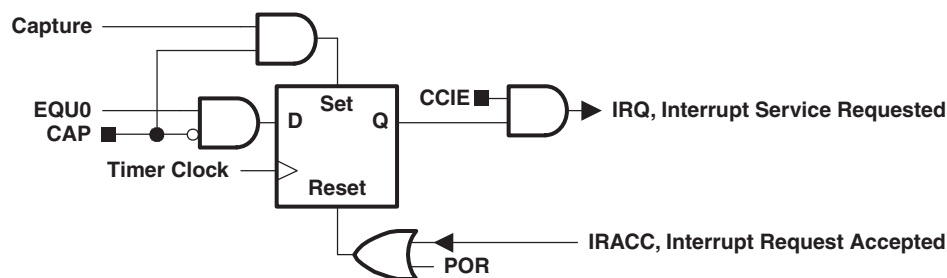 Capture
EQU0
CAP
Timer Clock
Set
D
Q
Reset
CCIE
IRQ, Interrupt Service Requested
IRACC, Interrupt Request Accepted
POR